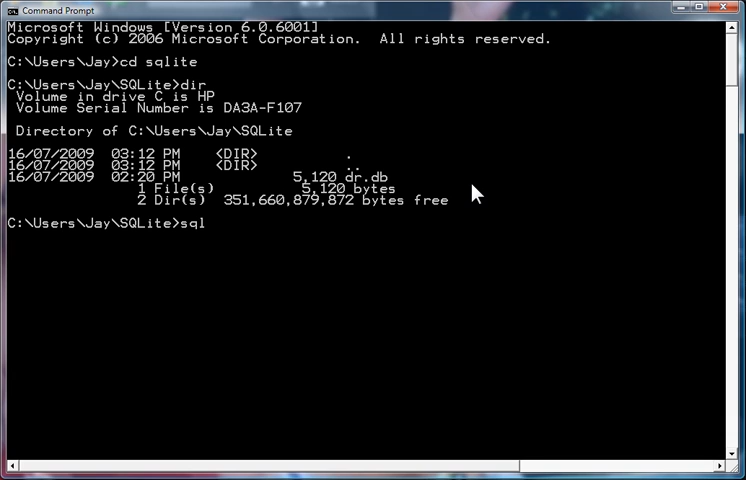 Command Prompt
Microsoft Windows [Version 6.0.6001]
Copyright (c) 2006 Microsoft Corporation.  All rights reserved.
C:\Users\Jay>cd sqlite
C:\Users\Jay\SQLite>dir
 Volume in drive C is HP
 Volume Serial Number is DA3A-F107
 Directory of C:\Users\Jay\SQLite
16/07/2009  03:12 PM    <DIR>          .
16/07/2009  03:12 PM    <DIR>          ..
16/07/2009  02:20 PM             5,120 dr.db
               1 File(s)          5,120 bytes
               2 Dir(s)  351,660,879,872 bytes free
C:\Users\Jay\SQLite>sql